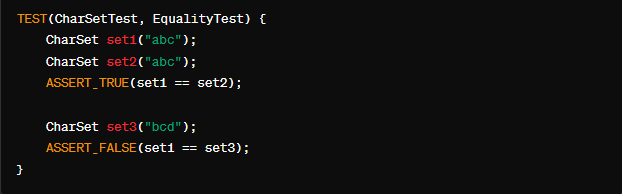 TEST(CharSetTest, EqualityTest) {
    CharSet set1("abc");
    CharSet set2("abc");
    ASSERT_TRUE(set1 == set2);

    CharSet set3("bcd");
    ASSERT_FALSE(set1 == set3);
}